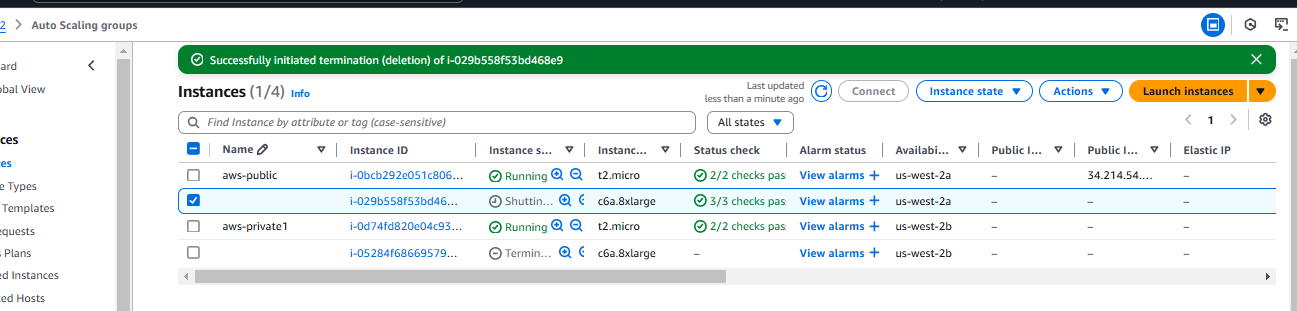 2 > Auto Scaling groups
ard
obal View
ces
es
e Types
Templates
equests
s Plans
ed Instances
ted Hosts
Successfully initiated termination (deletion) of i-029b558f53bd468e9
Instances (1/4) Info
Last updated
less than a minute ago
Connect
Instance state
Actions
Launch instances
Find Instance by attribute or tag (case-sensitive)
All states
1
Name Instance ID Instance s... Instanc... Status check Alarm status Availabi... Public I... Public I... Elastic IP
aws-public i-0bcb292e051c806... Running t2.micro 2/2 checks pas View alarms + us-west-2a – 34.214.54.... –
i-029b558f53bd46... Shuttin... c6a.8xlarge 3/3 checks pas View alarms + us-west-2a – – –
aws-private1 i-0d74fd820e04c93... Running t2.micro 2/2 checks pas View alarms + us-west-2b – – –
i-05284f68669579... Termin... c6a.8xlarge – View alarms + us-west-2b – – –